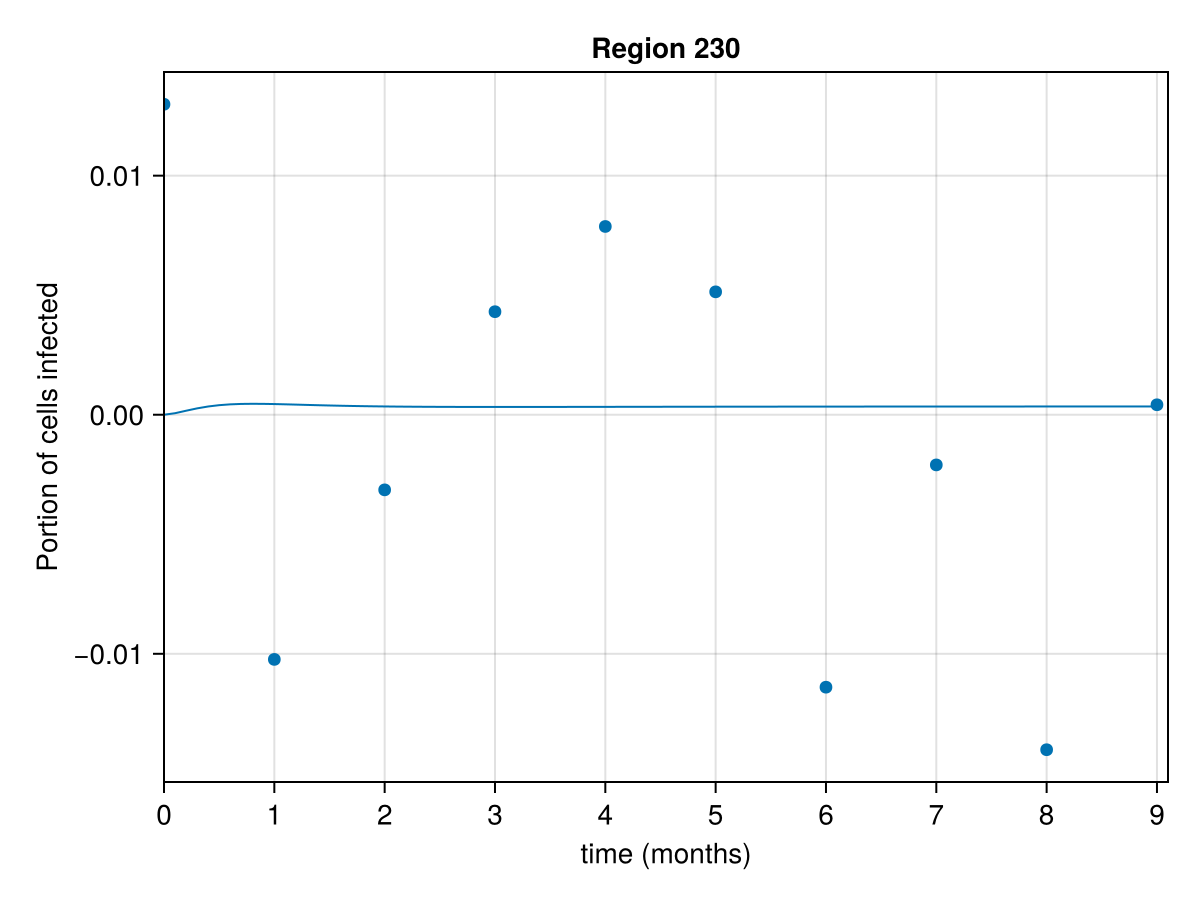 Region 230
Portion of cells infected
0.01
0.00
−0.01
0 1 2 3 4 5 6 7 8 9
time (months)